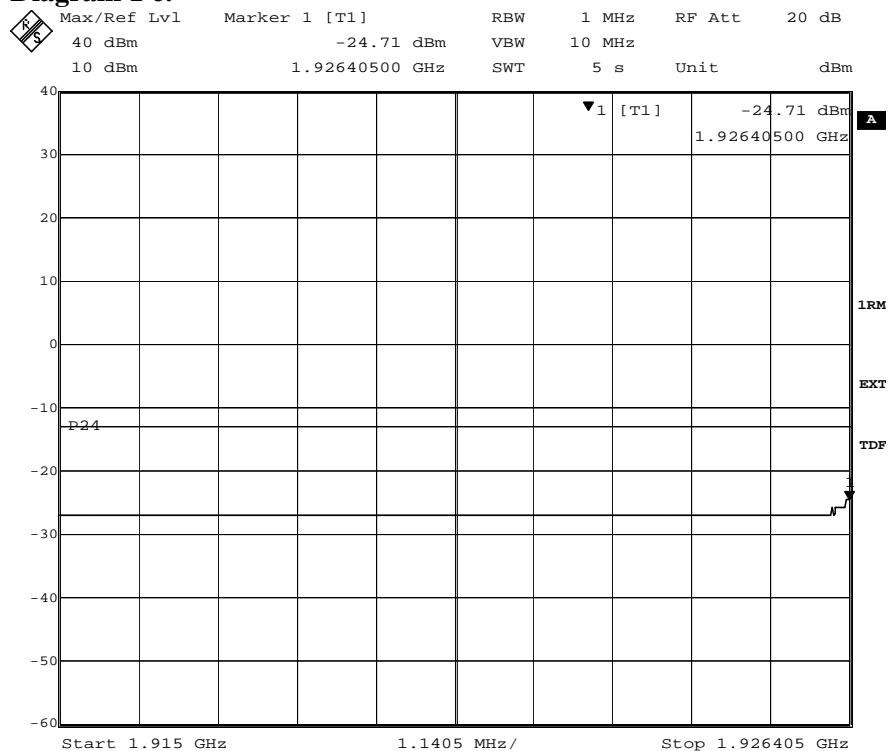 Max/Ref Lvl Marker 1 [T1] RBW 1 MHz RF Att 20 dB
40 dBm -24.71 dBm VBW 10 MHz
10 dBm 1.92640500 GHz SWT 5 s Unit dBm
R S
40
1 [T1] -24.71 dBm
A
1.92640500 GHz
30
20
10
1RM
0
EXT
-10
P24
TDF
-20
1
-30
-40
-50
-60
Start 1.915 GHz 1.1405 MHz/ Stop 1.926405 GHz